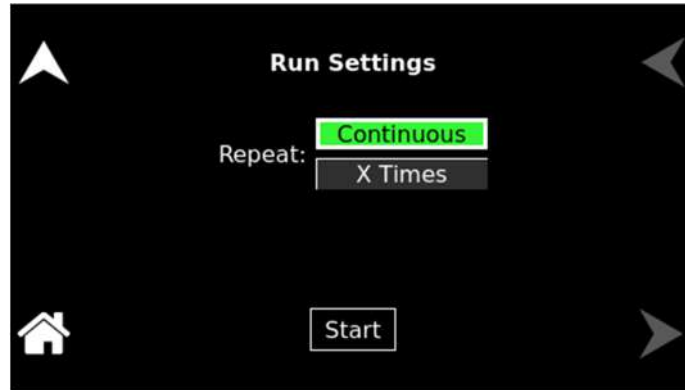 Run Settings
Continuous
Repeat:
X Times
Start